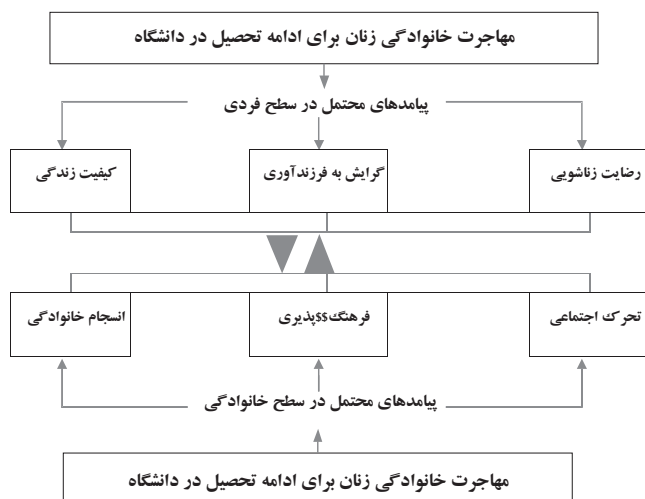 مهاجرت خانوادگی زنان برای ادامه تحصیل در دانشگاه
پیامدهای محتمل در سطح فردی
رضایت زناشویی
گرایش به فرزندآوری
کیفیت زندگی
تحرک اجتماعی
فرهنگ$$پذیری
انسجام خانوادگی
پیامدهای محتمل در سطح خانوادگی
مهاجرت خانوادگی زنان برای ادامه تحصیل در دانشگاه